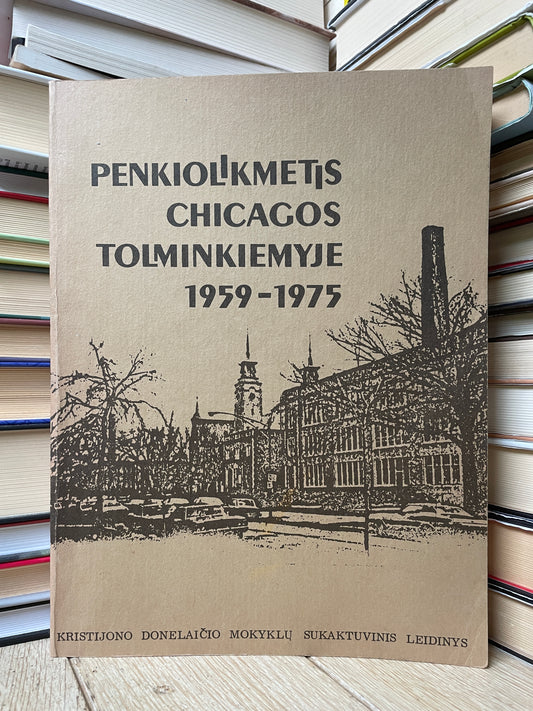 PENKIOLIKMETIS
CHICAGOS
TOLMINKIEMYJE
1959-1975
KRISTIJONO DONELAIČIO MOKYKLŲ SUKAKTUVINIS LEIDINYS